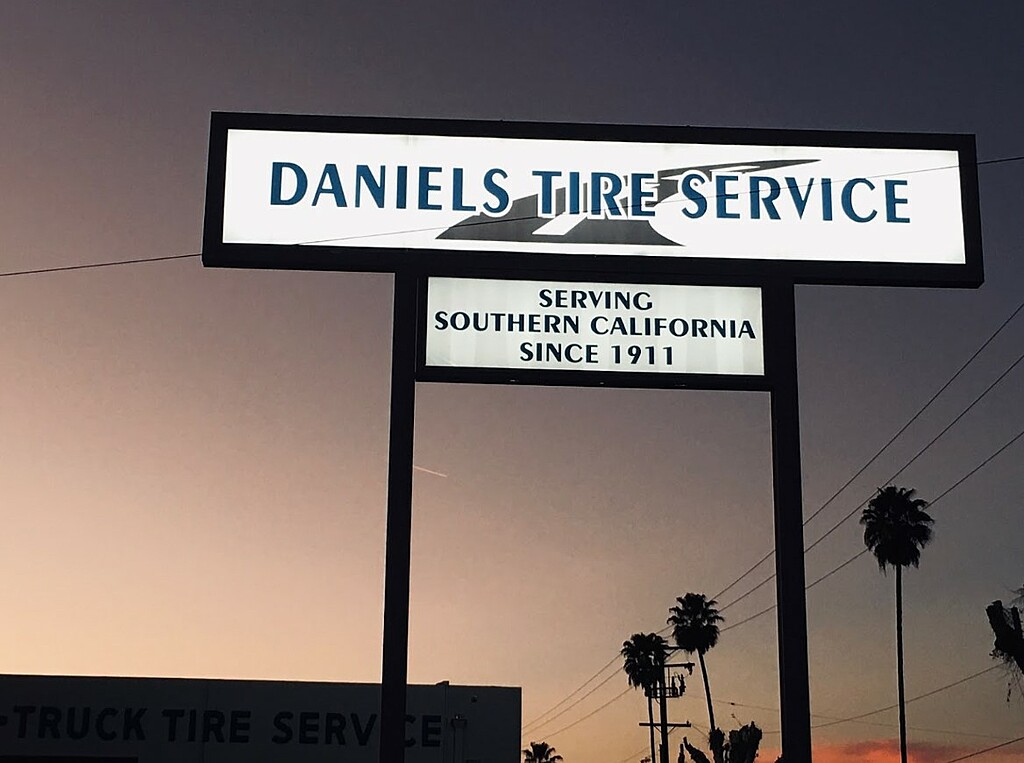 DANIELS TIRE SERVICE
SERVING
SOUTHERN CALIFORNIA
SINCE 1911
-TRUCK TIRE SERVICE